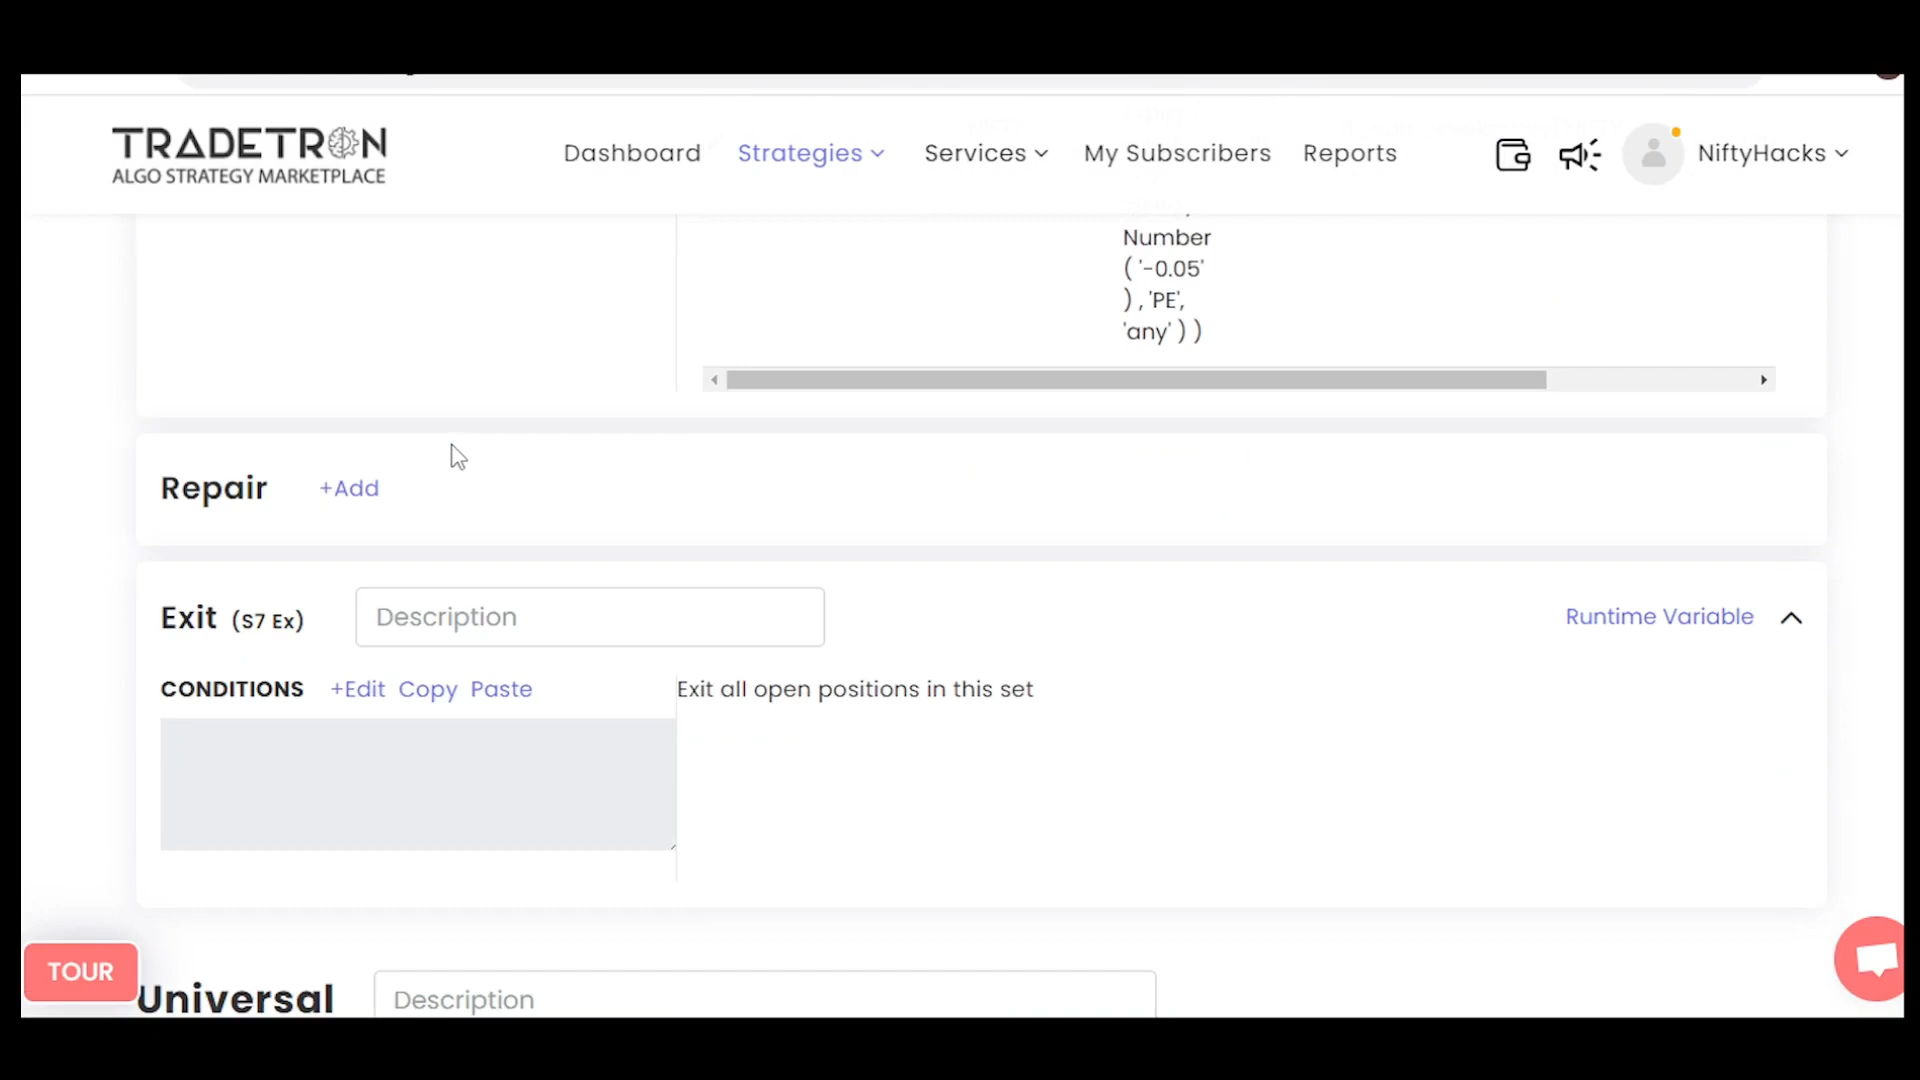 TRADETRON
ALGO STRATEGY MARKETPLACE
Dashboard Strategies Services My Subscribers Reports NiftyHacks
Number
( '-0.05'
) , 'PE',
'any' ) )
Repair +Add
Exit (S7 Ex) Description Runtime Variable
CONDITIONS +Edit Copy Paste Exit all open positions in this set
TOUR
Universal Description